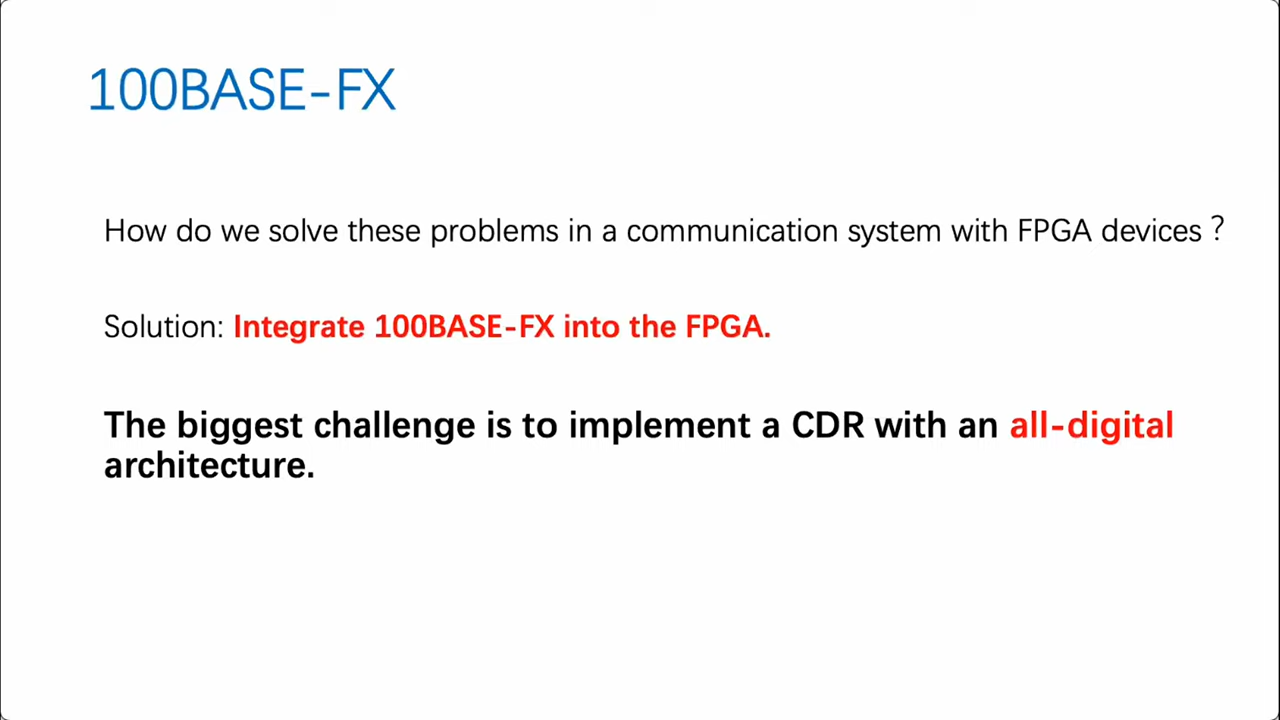 100BASE-FX
How do we solve these problems in a communication system with FPGA devices？
Solution: Integrate 100BASE-FX into the FPGA.
The biggest challenge is to implement a CDR with an all-digital
architecture.